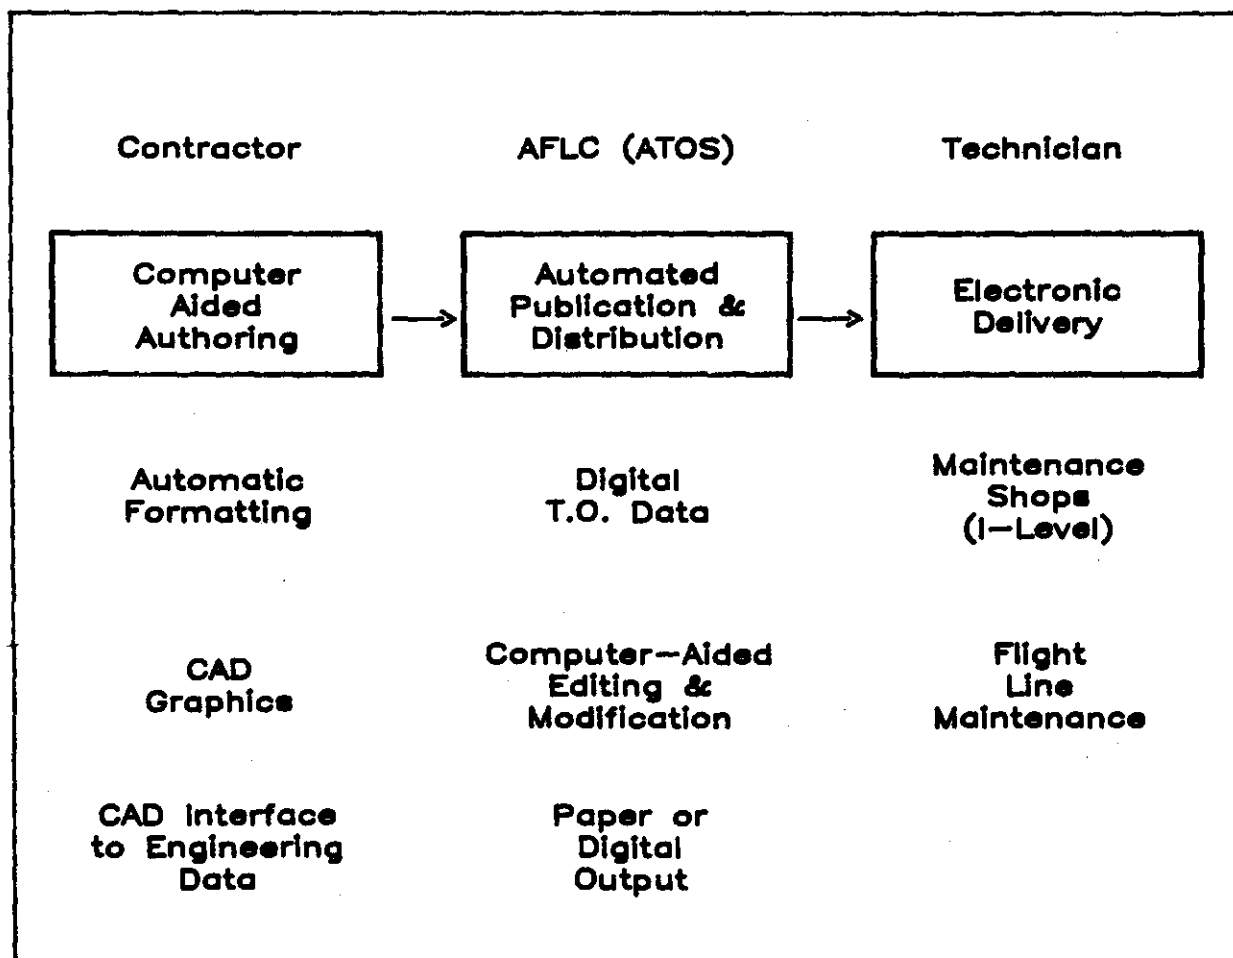 Contractor
AFLC (ATOS)
Technician
Computer
Aided
Authoring
Automated
Publication &
Distribution
Electronic
Delivery
Automatic
Formatting
Digital
T.O. Data
Maintenance
Shops
(I-Level)
CAD
Graphics
Computer-Aided
Editing &
Modification
Flight
Line
Maintenance
CAD Interface
to Engineering
Data
Paper or
Digital
Output